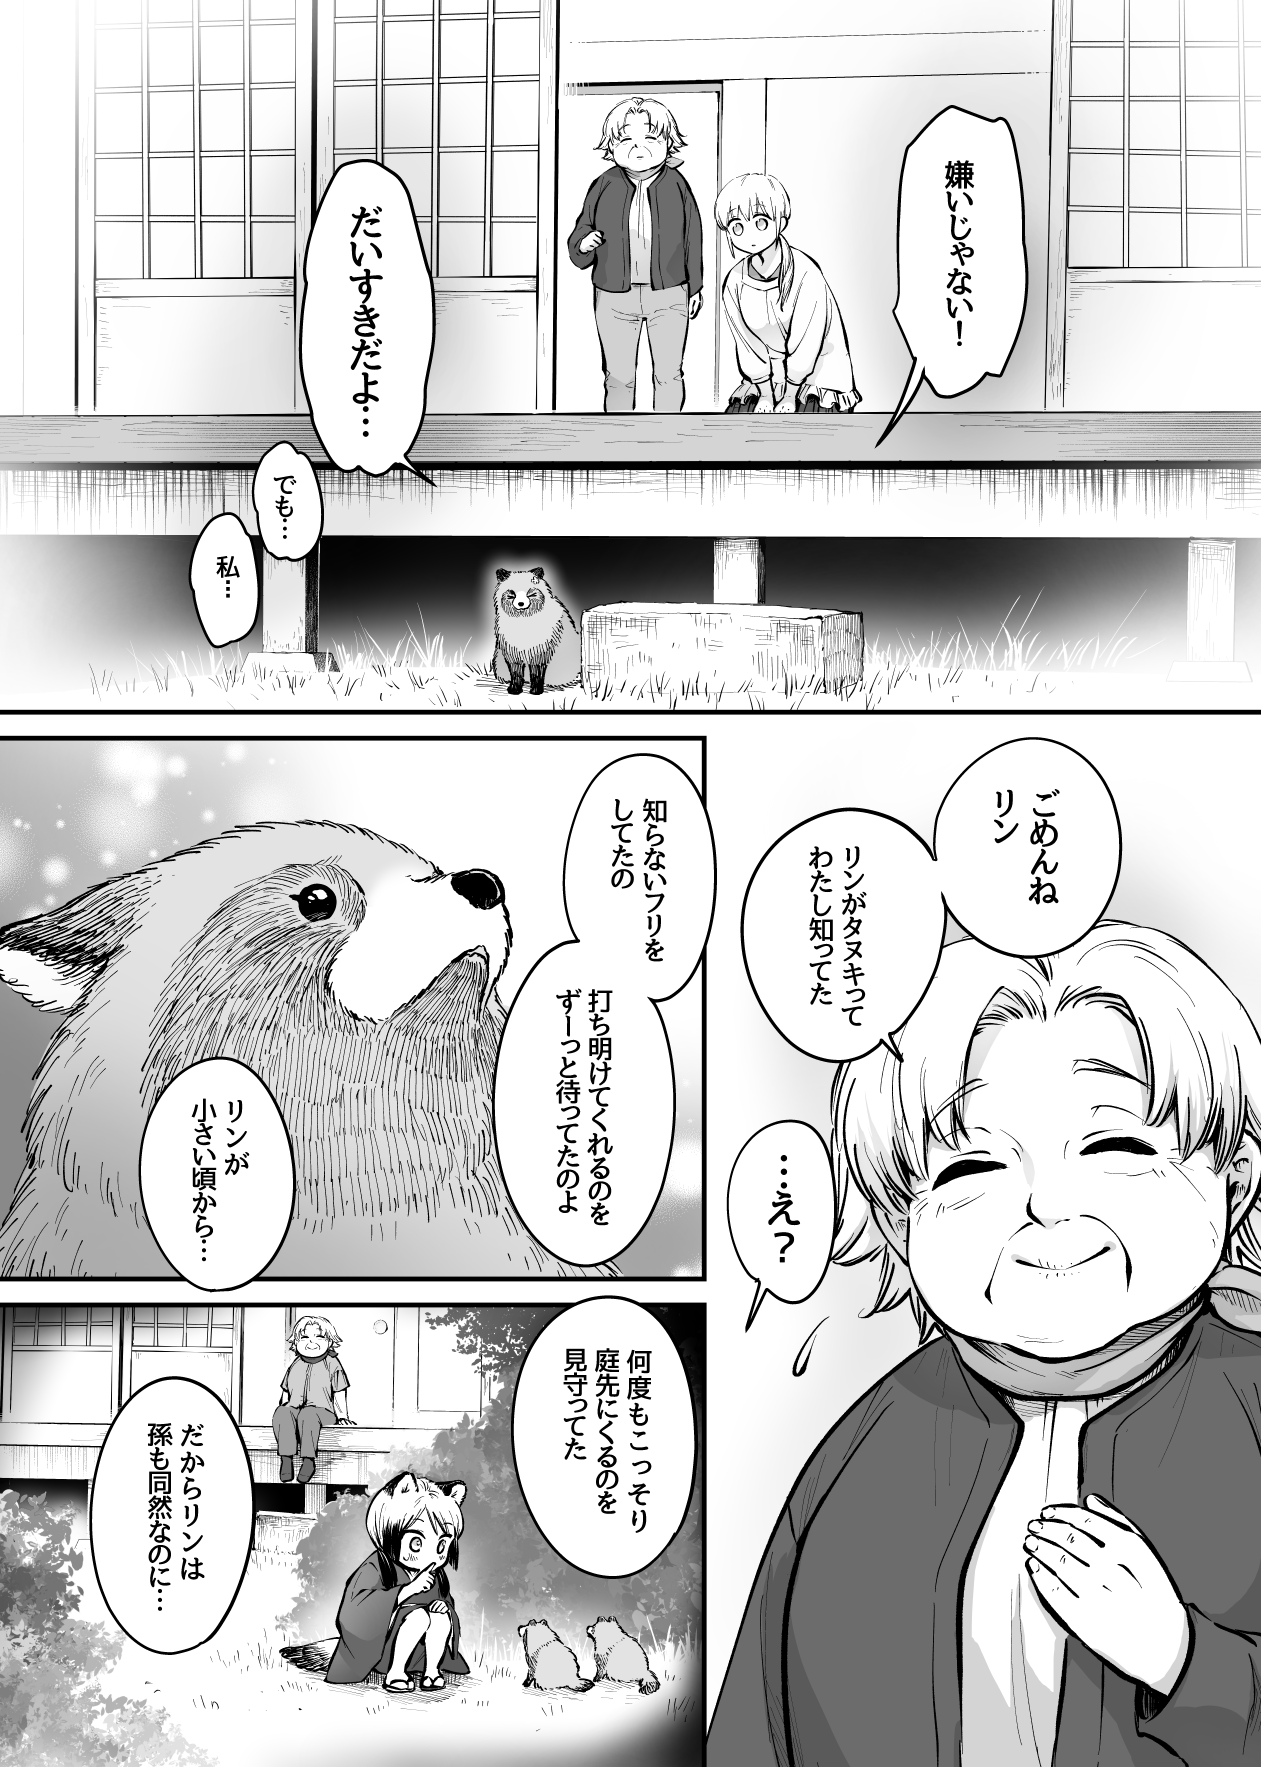 嫌いじゃない！
だいすきだよ…
でも…
私…
ごめんね
リン
リンがタヌキって
わたし知ってた
…え？
知らないフリを
してたの
打ち明けてくれるのを
ずーっと待ってたのよ
リンが
小さい頃から…
何度もこっそり
庭先にくるのを
見守ってた
だからリンは
孫も同然なのに…